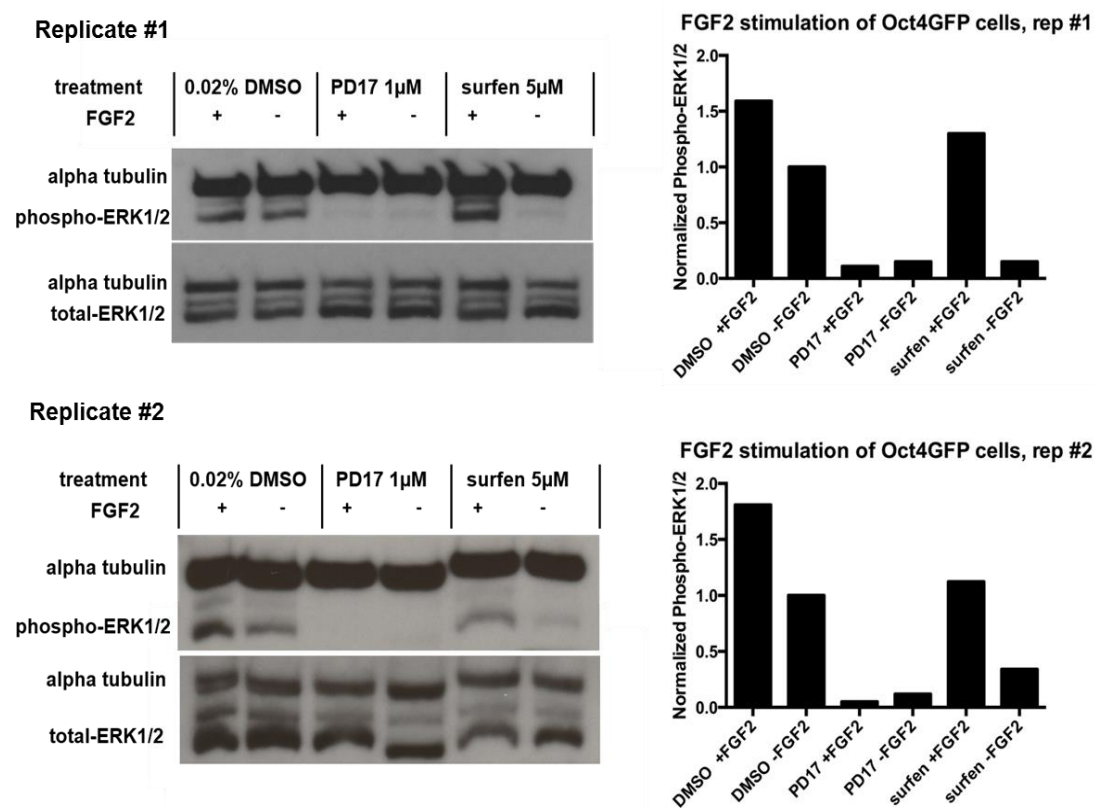 Replicate #1
treatment 0.02% DMSO PD17 1µM surfen 5µM
FGF2 + - + - + -
alpha tubulin
phospho-ERK1/2
alpha tubulin
total-ERK1/2
FGF2 stimulation of Oct4GFP cells, rep #1
Normalized Phospho-ERK1/2
2.0
1.5
1.0
0.5
0.0
DMSO +FGF2
DMSO -FGF2
PD17 +FGF2
PD17 -FGF2
surfen +FGF2
surfen -FGF2
Replicate #2
treatment 0.02% DMSO PD17 1µM surfen 5µM
FGF2 + - + - + -
alpha tubulin
phospho-ERK1/2
alpha tubulin
total-ERK1/2
FGF2 stimulation of Oct4GFP cells, rep #2
Normalized Phospho-ERK1/2
2.0
1.5
1.0
0.5
0.0
DMSO +FGF2
DMSO -FGF2
PD17 +FGF2
PD17 -FGF2
surfen +FGF2
surfen -FGF2